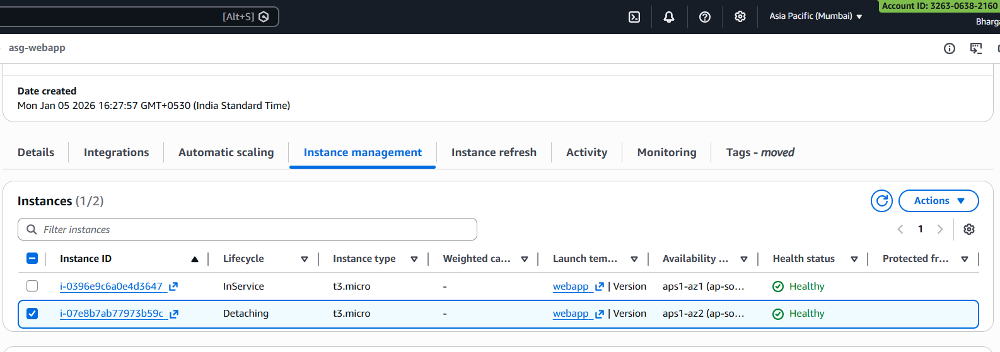 Account ID: 3263-0638-2160
[Alt+S]
Asia Pacific (Mumbai)
asg-webapp
Date created
Mon Jan 05 2026 16:27:57 GMT+0530 (India Standard Time)
Details Integrations Automatic scaling Instance management Instance refresh Activity Monitoring Tags - moved
Instances (1/2)
Actions
Filter instances
1
Instance ID Lifecycle Instance type Weighted ca... Launch tem... Availability ... Health status Protected fr...
i-0396e9c6a0e4d3647 InService t3.micro - webapp | Version aps1-az1 (ap-so... Healthy
i-07e8b7ab77973b59c Detaching t3.micro - webapp | Version aps1-az2 (ap-so... Healthy